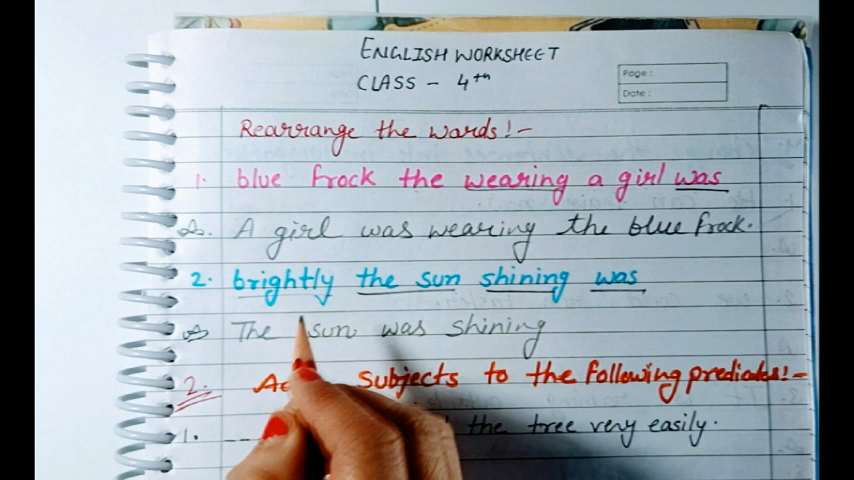 ENGLISH WORKSHEET
CLASS - 4th
Page:
Date:
Rearrange the wards!-
1. blue frock the wearing a girl was
A. A girl was wearing the blue frock.
2. brightly the sun shining was
The sun was shining
2. Subjects to the following predicates!-
1. the tree very easily.